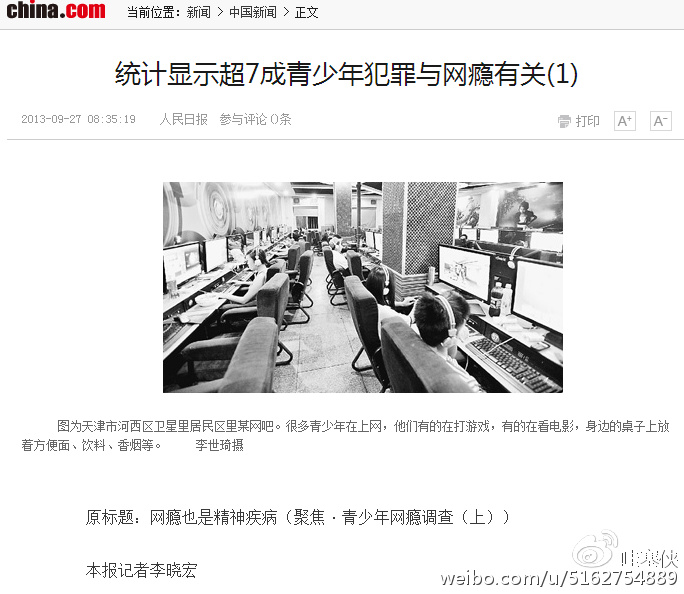 china.com 当前位置：新闻 > 中国新闻 > 正文
统计显示超7成青少年犯罪与网瘾有关(1)
2013-09-27 08:35:19 人民日报 参与评论0条 打印 A+ A-
图为天津市河西区卫星里居民区里某网吧。很多青少年在上网，他们有的在打游戏，有的在看电影，身边的桌子上放
着方便面、饮料、香烟等。 李世琦摄
原标题：网瘾也是精神疾病（聚焦·青少年网瘾调查（上））
本报记者李晓宏
weibo.com/u/5162754889